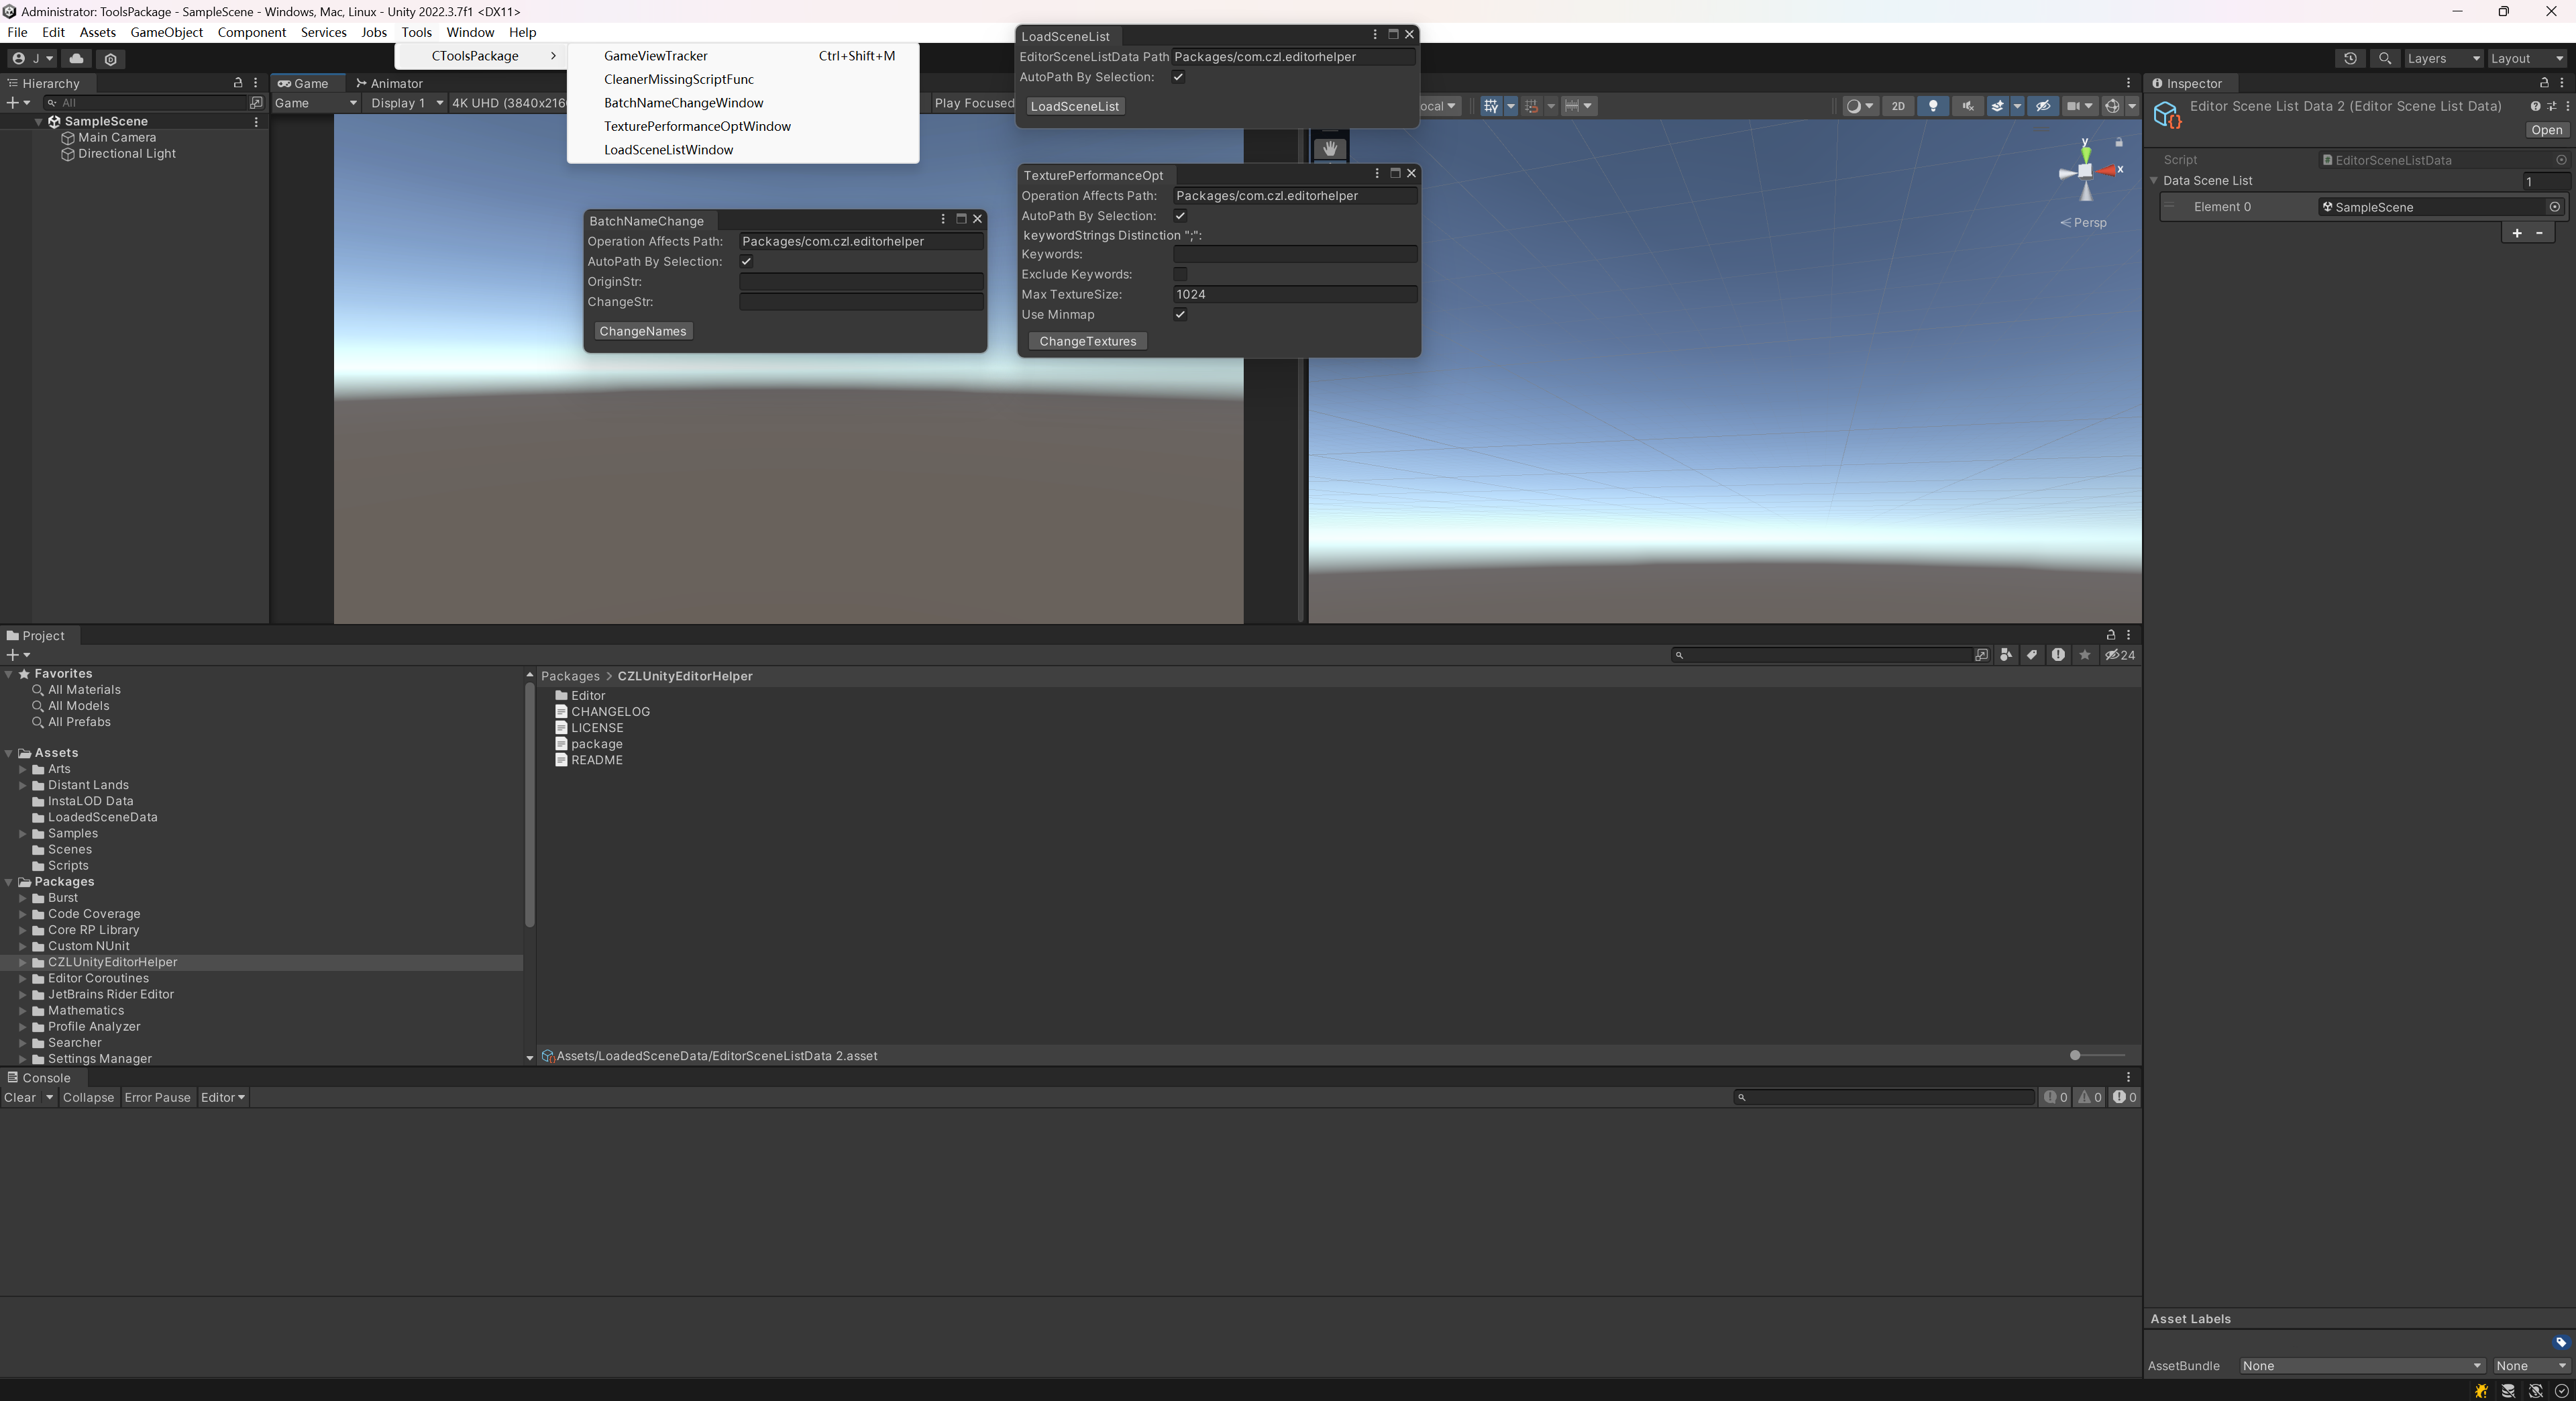 Administrator: ToolsPackage - SampleScene - Windows, Mac, Linux - Unity 2022.3.7f1 <DX11>
File Edit Assets GameObject Component Services Jobs Tools Window Help
J
Layers
Layout
CToolsPackage
GameViewTracker Ctrl+Shift+M
CleanerMissingScriptFunc
BatchNameChangeWindow
TexturePerformanceOptWindow
LoadSceneListWindow
LoadSceneList
EditorSceneListData Path Packages/com.czl.editorhelper
AutoPath By Selection:
LoadSceneList
Hierarchy
All
SampleScene
Main Camera
Directional Light
Game
Animator
Game Display 1 4K UHD (3840x216
Play Focused
ocal
2D
y
x
Persp
TexturePerformanceOpt
Operation Affects Path: Packages/com.czl.editorhelper
AutoPath By Selection:
keywordStrings Distinction ";":
Keywords:
Exclude Keywords:
Max TextureSize: 1024
Use Minmap
ChangeTextures
BatchNameChange
Operation Affects Path: Packages/com.czl.editorhelper
AutoPath By Selection:
OriginStr:
ChangeStr:
ChangeNames
Inspector
Editor Scene List Data 2 (Editor Scene List Data)
Open
Script EditorSceneListData
Data Scene List 1
Element 0 SampleScene
+ -
Project
24
Favorites
All Materials
All Models
All Prefabs
Assets
Arts
Distant Lands
InstaLOD Data
LoadedSceneData
Samples
Scenes
Scripts
Packages
Burst
Code Coverage
Core RP Library
Custom NUnit
CZLUnityEditorHelper
Editor Coroutines
JetBrains Rider Editor
Mathematics
Profile Analyzer
Searcher
Settings Manager
Packages > CZLUnityEditorHelper
Editor
CHANGELOG
LICENSE
package
README
Assets/LoadedSceneData/EditorSceneListData 2.asset
Console
Clear Collapse Error Pause Editor
0 0 0
Asset Labels
AssetBundle None None